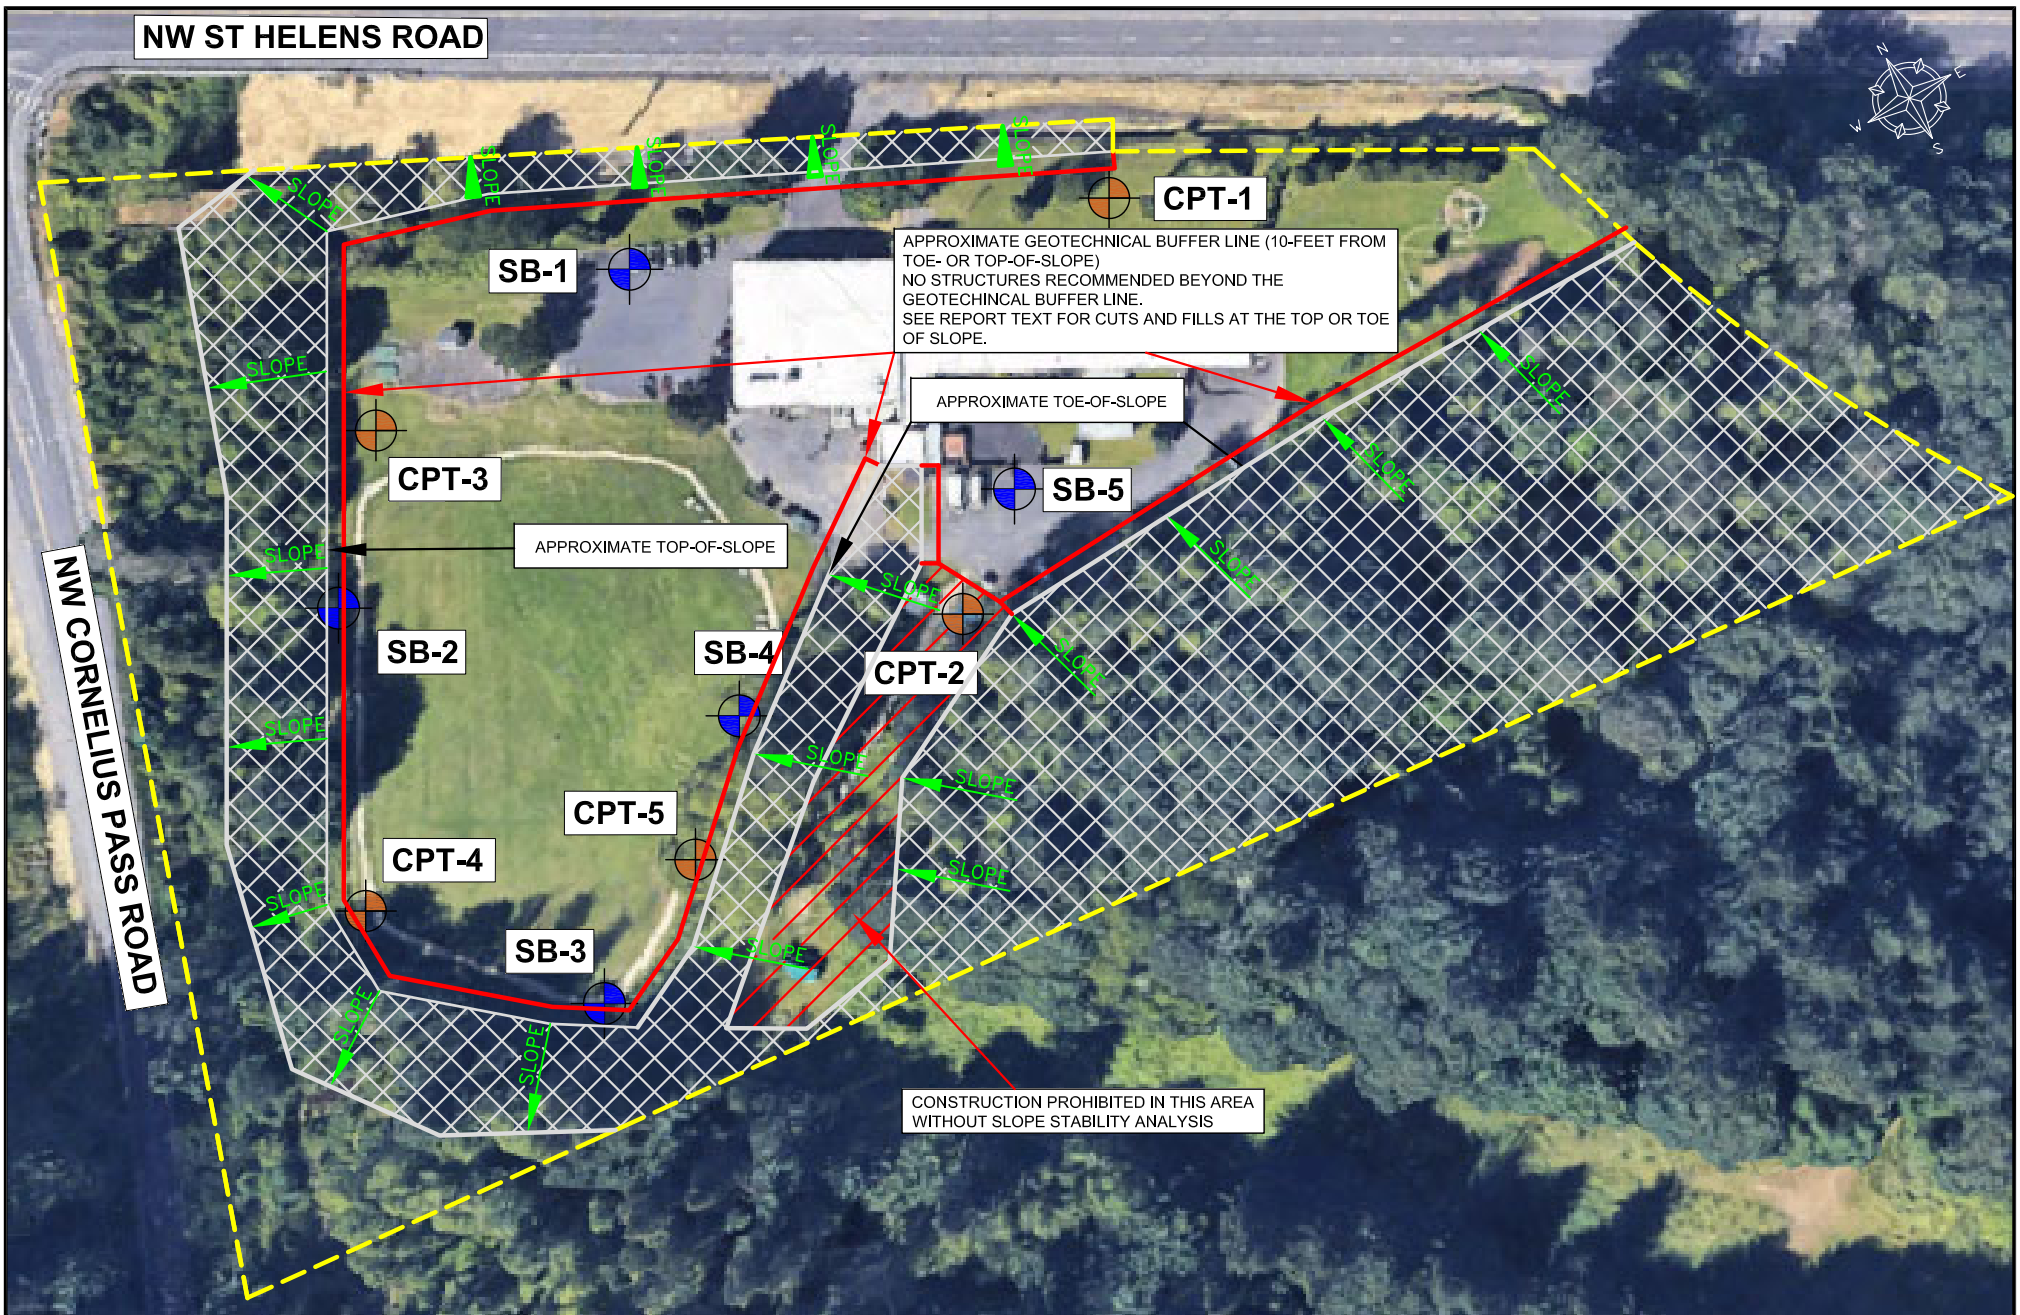 NW ST HELENS ROAD
N
E
W
S
SLOPE
SLOPE
SLOPE
SLOPE
SLOPE
CPT-1
APPROXIMATE GEOTECHNICAL BUFFER LINE (10-FEET FROM
TOE- OR TOP-OF-SLOPE)
NO STRUCTURES RECOMMENDED BEYOND THE
GEOTECHINCAL BUFFER LINE.
SEE REPORT TEXT FOR CUTS AND FILLS AT THE TOP OR TOE
OF SLOPE.
SB-1
SLOPE
SLOPE
APPROXIMATE TOE-OF-SLOPE
CPT-3
SLOPE
SB-5
APPROXIMATE TOP-OF-SLOPE
SLOPE
SLOPE
SLOPE
NW CORNELIUS PASS ROAD
SB-2
SB-4
CPT-2
SLOPE
SLOPE
SLOPE
SLOPE
CPT-5
CPT-4
SLOPE
SLOPE
SB-3
SLOPE
SLOPE
SLOPE
CONSTRUCTION PROHIBITED IN THIS AREA
WITHOUT SLOPE STABILITY ANALYSIS